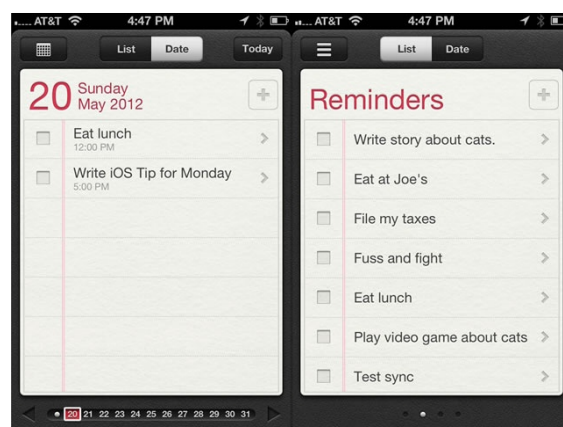 AT&T 4:47 PM
List Date Today
20 Sunday
May 2012
Eat lunch
12:00 PM
Write iOS Tip for Monday
5:00 PM
20 21 22 23 24 25 26 27 28 29 30 31
AT&T 4:47 PM
List Date
Reminders
Write story about cats.
Eat at Joe's
File my taxes
Fuss and fight
Eat lunch
Play video game about cats
Test sync